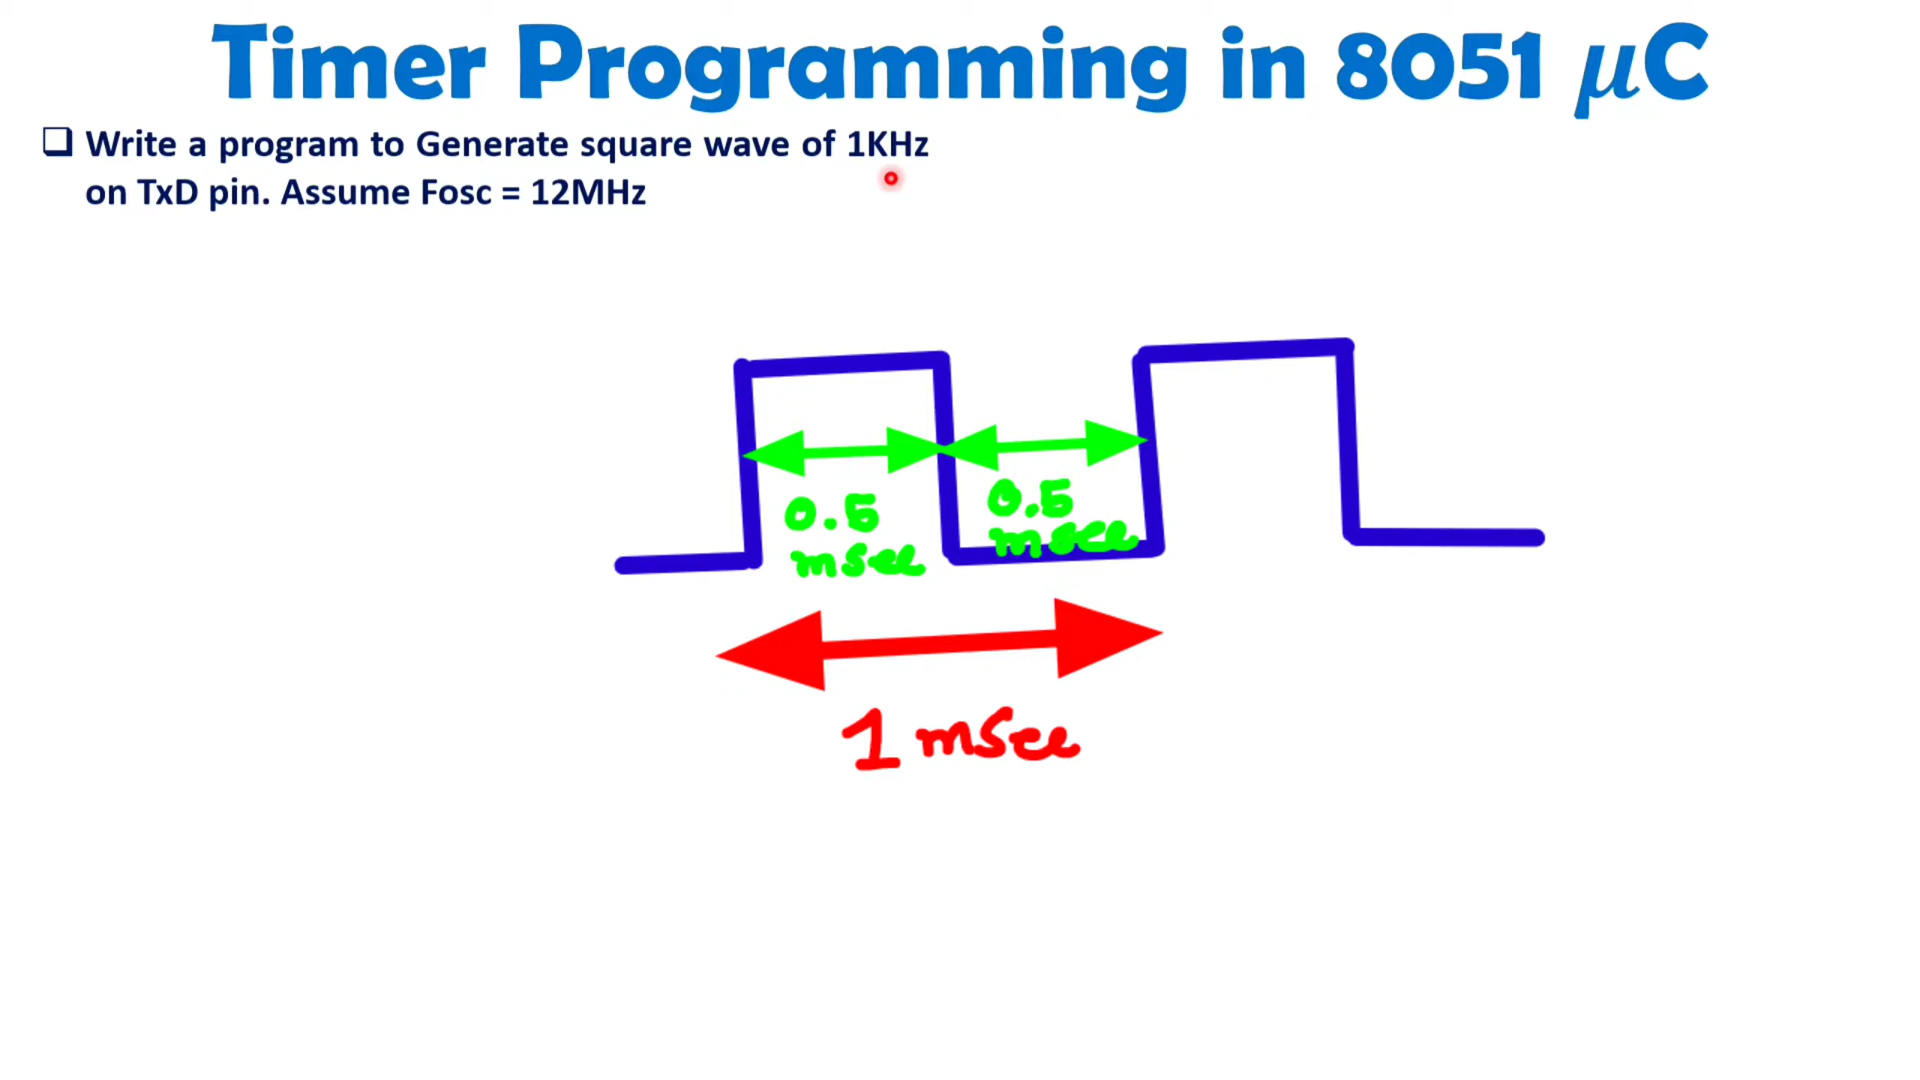 Timer Programming in 8051 μC
Write a program to Generate square wave of 1KHz
on TxD pin. Assume Fosc = 12MHz
0.5
msec
0.5
msec
1 msec